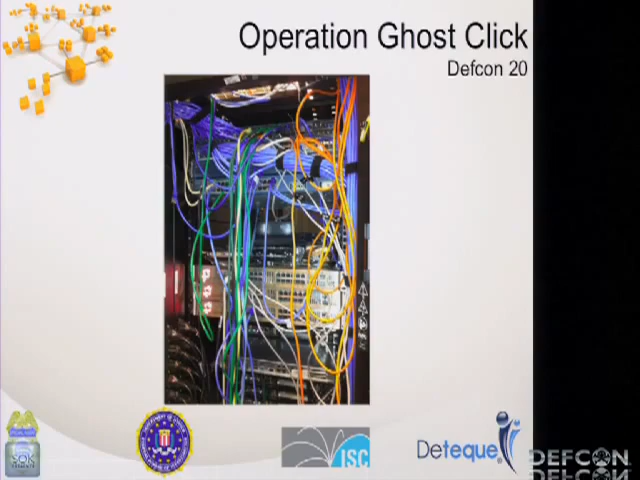 Operation Ghost Click
Defcon 20
ISC
Deteque
DEFCON